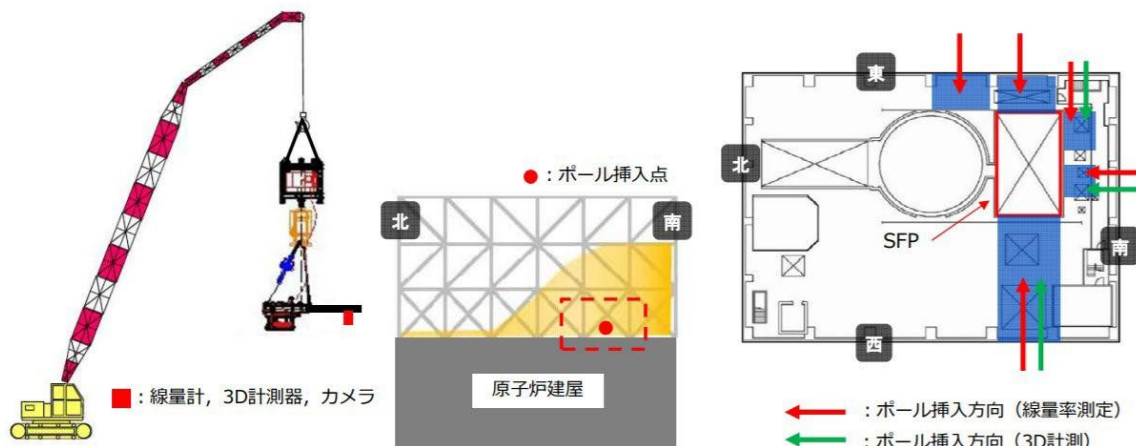 ■：線量計，3D計測器，カメラ
●：ポール挿入点
北
南
原子炉建屋
東
北
SFP
南
西
：ポール挿入方向（線量率測定）
：ポール挿入方向（3D計測）